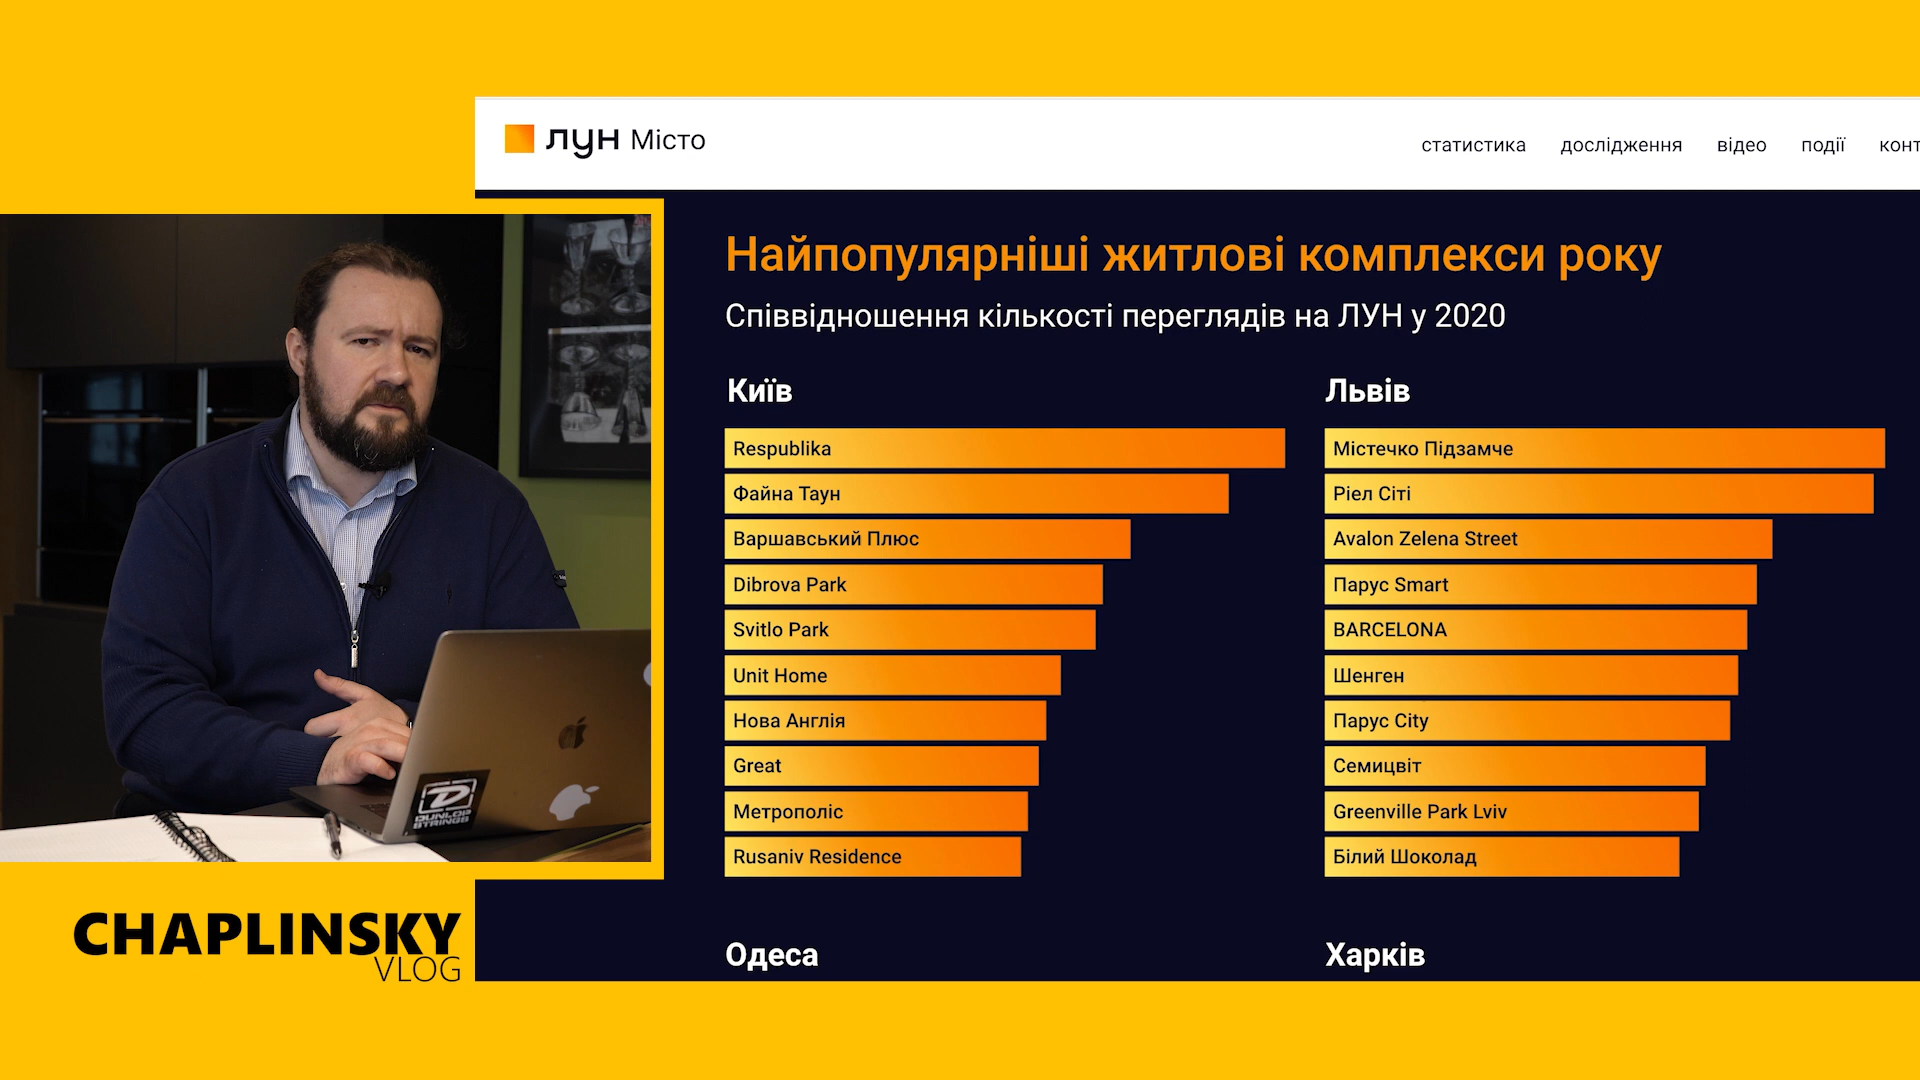 лун Місто
статистика дослідження відео події конт
Найпопулярніші житлові комплекси року
Співвідношення кількості переглядів на ЛУН у 2020
Київ
Respublika
Файна Таун
Варшавський Плюс
Dibrova Park
Svitlo Park
Unit Home
Нова Англія
Great
Метрополіс
Rusaniv Residence
Львів
Містечко Підзамче
Ріел Сіті
Avalon Zelena Street
Парус Smart
BARCELONA
Шенген
Парус City
Семицвіт
Greenville Park Lviv
Білий Шоколад
Одеса
Харків
D
DUNLOP
STRINGS
CHAPLINSKY
VLOG